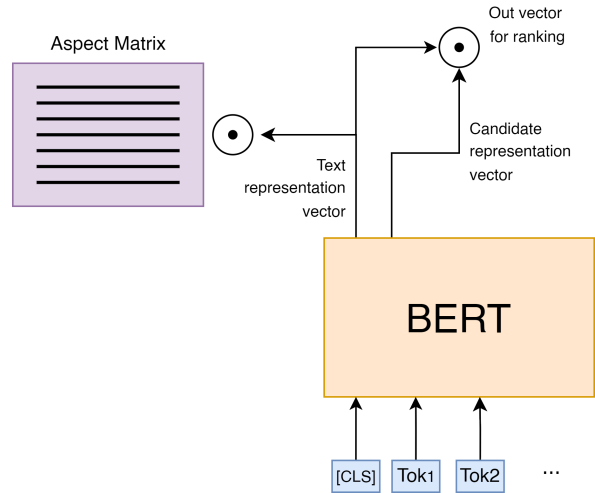 Out vector
for ranking
Aspect Matrix
Candidate
representation
vector
Text
representation
vector
BERT
[CLS]
Tok1
Tok2
...